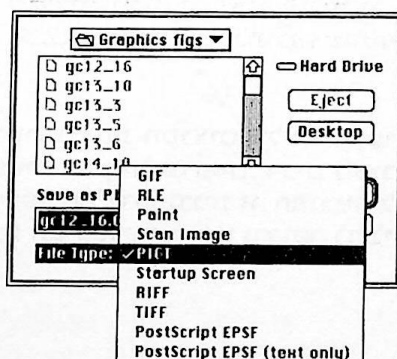 Graphics figs
gc12_16
gc13_10
gc13_3
gc13_5
gc13_6
gc14_10
Hard Drive
Eject
Desktop
Save as PI
gc12_16.
File Type:
GIF
RLE
Paint
Scan Image
✓PICT
Startup Screen
RIFF
TIFF
PostScript EPSF
PostScript EPSF (text only)